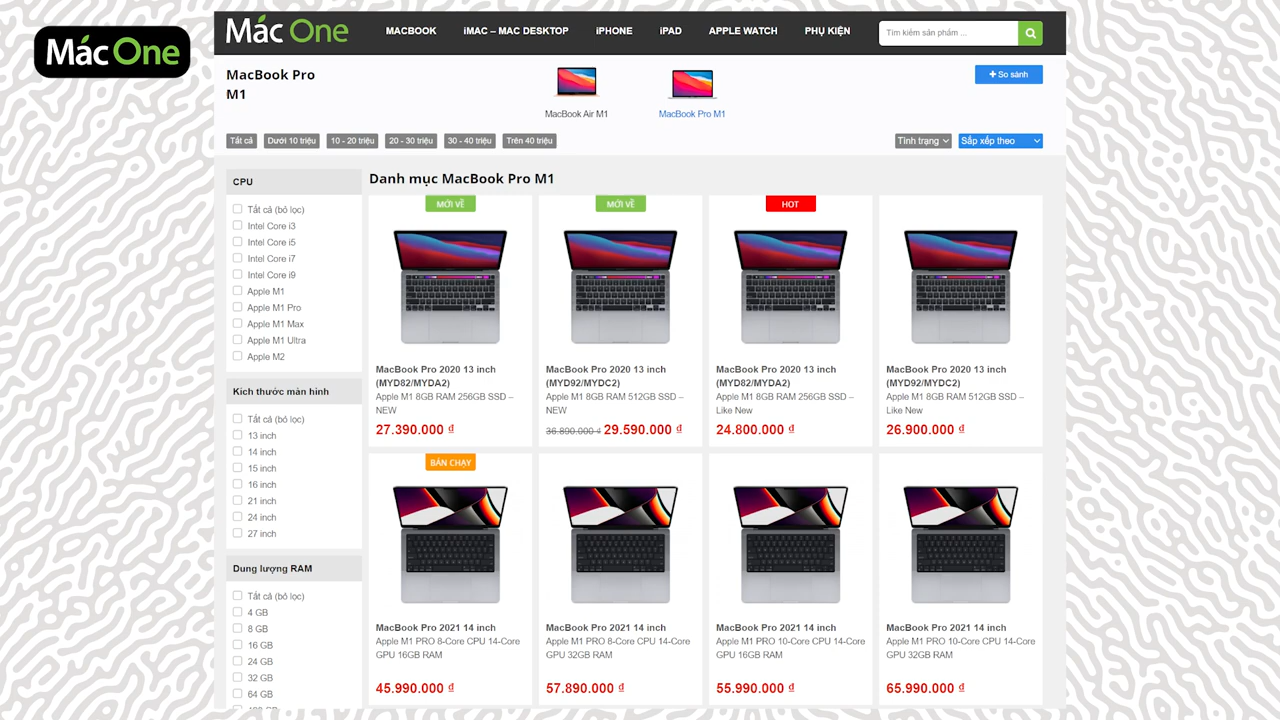 Mác One
Mác One
MACBOOK
iMAC – MAC DESKTOP
iPHONE
iPAD
APPLE WATCH
PHỤ KIỆN
Tìm kiếm sản phẩm ...
MacBook Pro
M1
MacBook Air M1
MacBook Pro M1
+ So sánh
Tất cả
Dưới 10 triệu
10 - 20 triệu
20 - 30 triệu
30 - 40 triệu
Trên 40 triệu
Tình trạng
Sắp xếp theo
CPU
Tất cả (bỏ lọc)
Intel Core i3
Intel Core i5
Intel Core i7
Intel Core i9
Apple M1
Apple M1 Pro
Apple M1 Max
Apple M1 Ultra
Apple M2
Kích thước màn hình
Tất cả (bỏ lọc)
13 inch
14 inch
15 inch
16 inch
21 inch
24 inch
27 inch
Dung lượng RAM
Tất cả (bỏ lọc)
4 GB
8 GB
16 GB
24 GB
32 GB
64 GB
Danh mục MacBook Pro M1
MỚI VỀ
MacBook Pro 2020 13 inch
(MYD82/MYDA2)
Apple M1 8GB RAM 256GB SSD –
NEW
27.390.000 ₫
MỚI VỀ
MacBook Pro 2020 13 inch
(MYD92/MYDC2)
Apple M1 8GB RAM 512GB SSD –
NEW
36.890.000 ₫ 29.590.000 ₫
HOT
MacBook Pro 2020 13 inch
(MYD82/MYDA2)
Apple M1 8GB RAM 256GB SSD –
Like New
24.800.000 ₫
MacBook Pro 2020 13 inch
(MYD92/MYDC2)
Apple M1 8GB RAM 512GB SSD –
Like New
26.900.000 ₫
BÁN CHẠY
MacBook Pro 2021 14 inch
Apple M1 PRO 8-Core CPU 14-Core
GPU 16GB RAM
45.990.000 ₫
MacBook Pro 2021 14 inch
Apple M1 PRO 8-Core CPU 14-Core
GPU 32GB RAM
57.890.000 ₫
MacBook Pro 2021 14 inch
Apple M1 PRO 10-Core CPU 14-Core
GPU 16GB RAM
55.990.000 ₫
MacBook Pro 2021 14 inch
Apple M1 PRO 10-Core CPU 14-Core
GPU 32GB RAM
65.990.000 ₫